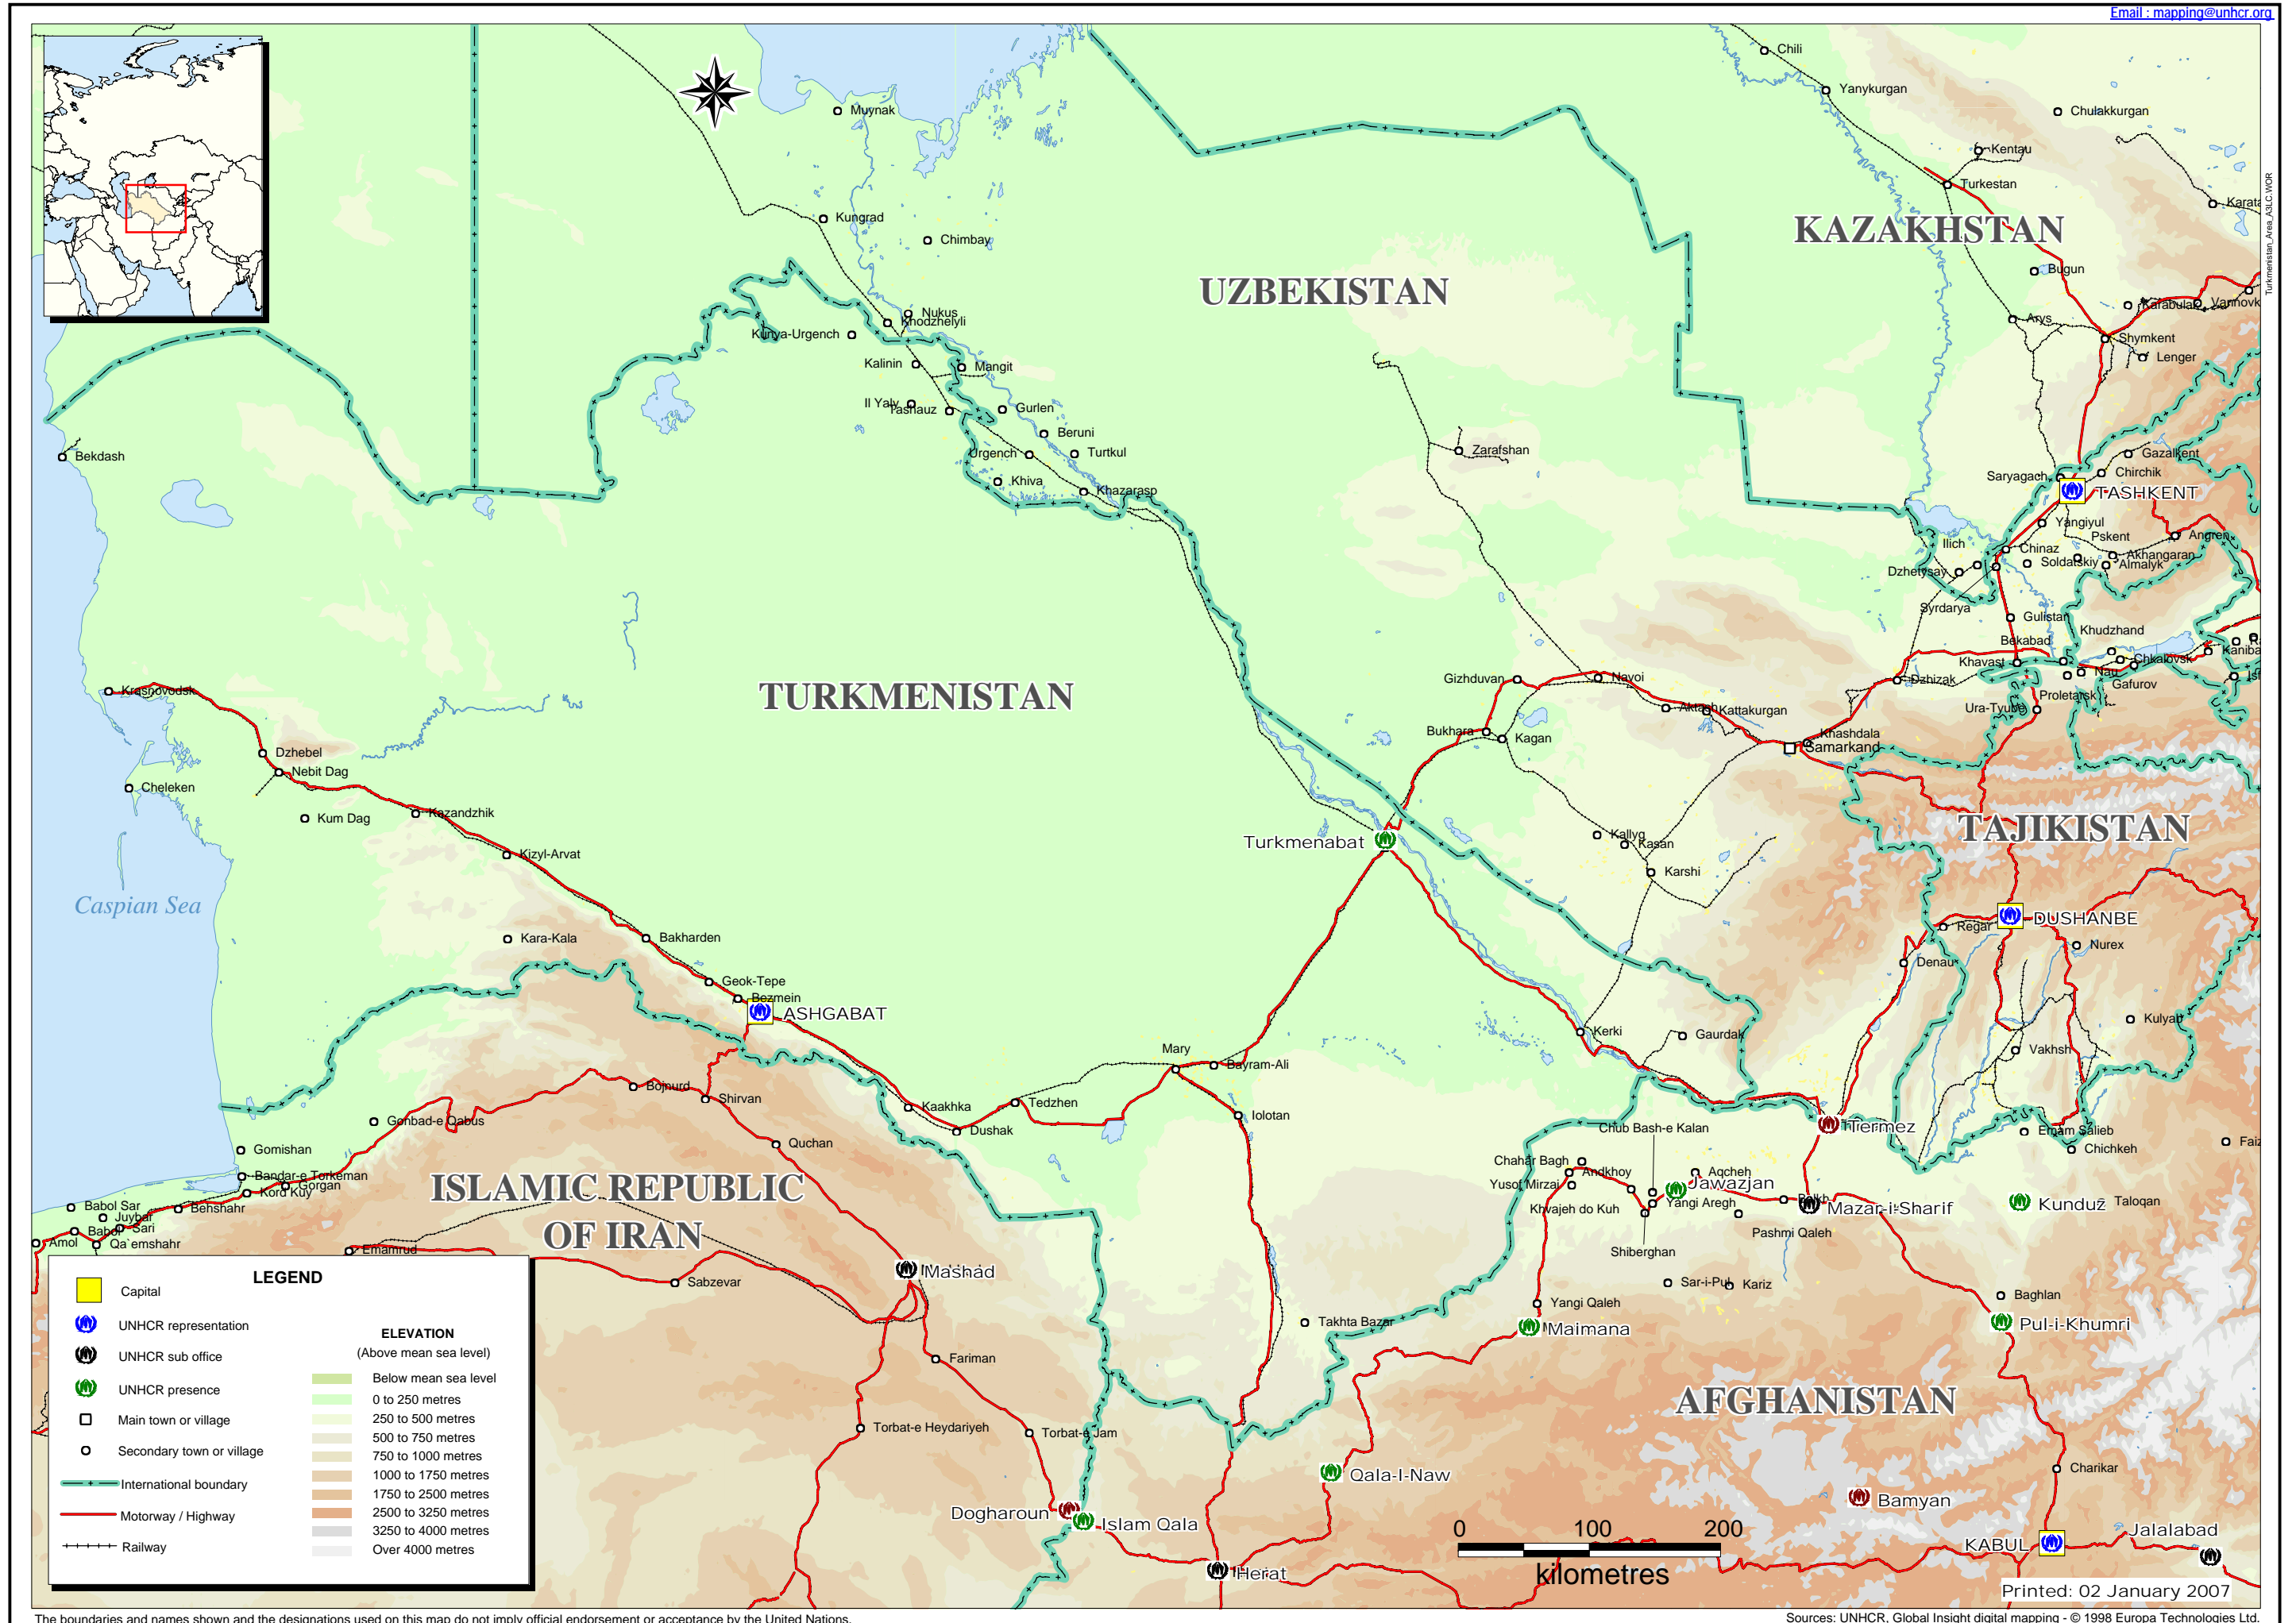 Email : mapping@unhcr.org
Turkmenistan_Area_A3LC.WOR
Chili
Yanykurgan
Muynak
Chulakkurgan
Kentau
Turkestan
KAZAKHSTAN
Kungrad
Chimbay
UZBEKISTAN
Bugun
Karabulak
Nukus
Khodzhelyli
Kunya-Urgench
Arys
Shymkent
Lenger
Kalinin
Mangit
Il Yaly
Tashauz
Gurlen
Beruni
Urgench
Turtkul
Zarafshan
Gazalkent
Bekdash
Chirchik
Saryagach
Khiva
Khazarasp
TASHKENT
Yangiyul
Pskent
Angren
Ilich
Chinaz
Akhangaran
Soldatskiy
Almalyk
Dzhetysay
Syrdarya
Gulistan
Khudzhand
Bekabad
Khavast
Chkalovsk
Nau
Gafurov
Proletarsk
Ura-Tyube
Dzhizak
Gizhduvan
Navoi
Aktash
Kattakurgan
Krasnovodsk
TURKMENISTAN
Bukhara
Kagan
Khashdala
Samarkand
Dzhebel
Nebit Dag
Cheleken
Kum Dag
Kazandzhik
Turkmenabat
Kallyg
Kasan
TAJIKISTAN
Kizyl-Arvat
Karshi
Caspian Sea
Kara-Kala
Bakharden
Regar
DUSHANBE
Nurex
Denau
Geok-Tepe
Bezmein
ASHGABAT
Kerki
Gaurdak
Kulyab
Vakhsh
Mary
Bayram-Ali
Bojnurd
Shirvan
Kaakhka
Tedzhen
Iolotan
Dushak
Gonbad-e Qabus
Quchan
Gomishan
Termez
Chub Bash-e Kalan
Emam Salieb
Chichkeh
Chahar Bagh
Andkhoy
Aqcheh
Yusof Mirzai
Jawazjan
Bandar-e Torkeman
Gorgan
Kord Kuy
ISLAMIC REPUBLIC
OF IRAN
Khvajeh do Kuh
Yangi Aregh
Balkh
Mazar-i-Sharif
Kunduz
Taloqan
Babol Sar
Juybar
Behshahr
Babol
Sari
Amol
Qa`emshahr
Pashmi Qaleh
Shiberghan
Emamrud
Mashad
Sabzevar
Sar-i-Pul
Kariz
Baghlan
Yangi Qaleh
Takhta Bazar
Maimana
Pul-i-Khumri
Fariman
AFGHANISTAN
Torbat-e Heydariyeh
Torbat-e Jam
Qala-I-Naw
Charikar
Bamyan
Dogharoun
Islam Qala
KABUL
Jalalabad
Herat
LEGEND
Capital
UNHCR representation
UNHCR sub office
UNHCR presence
Main town or village
Secondary town or village
International boundary
Motorway / Highway
Railway
ELEVATION
(Above mean sea level)
Below mean sea level
0 to 250 metres
250 to 500 metres
500 to 750 metres
750 to 1000 metres
1000 to 1750 metres
1750 to 2500 metres
2500 to 3250 metres
3250 to 4000 metres
Over 4000 metres
0 100 200
kilometres
Printed: 02 January 2007
The boundaries and names shown and the designations used on this map do not imply official endorsement or acceptance by the United Nations.
Sources: UNHCR, Global Insight digital mapping - © 1998 Europa Technologies Ltd.